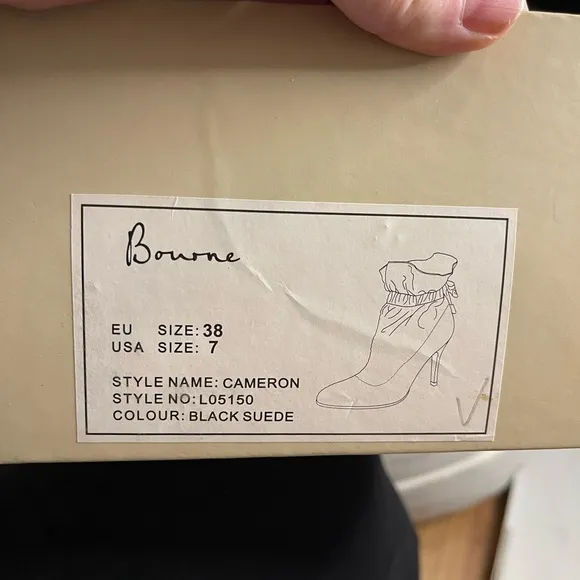 Bourne
EU SIZE: 38
USA SIZE: 7
STYLE NAME: CAMERON
STYLE NO: L05150
COLOUR: BLACK SUEDE
V